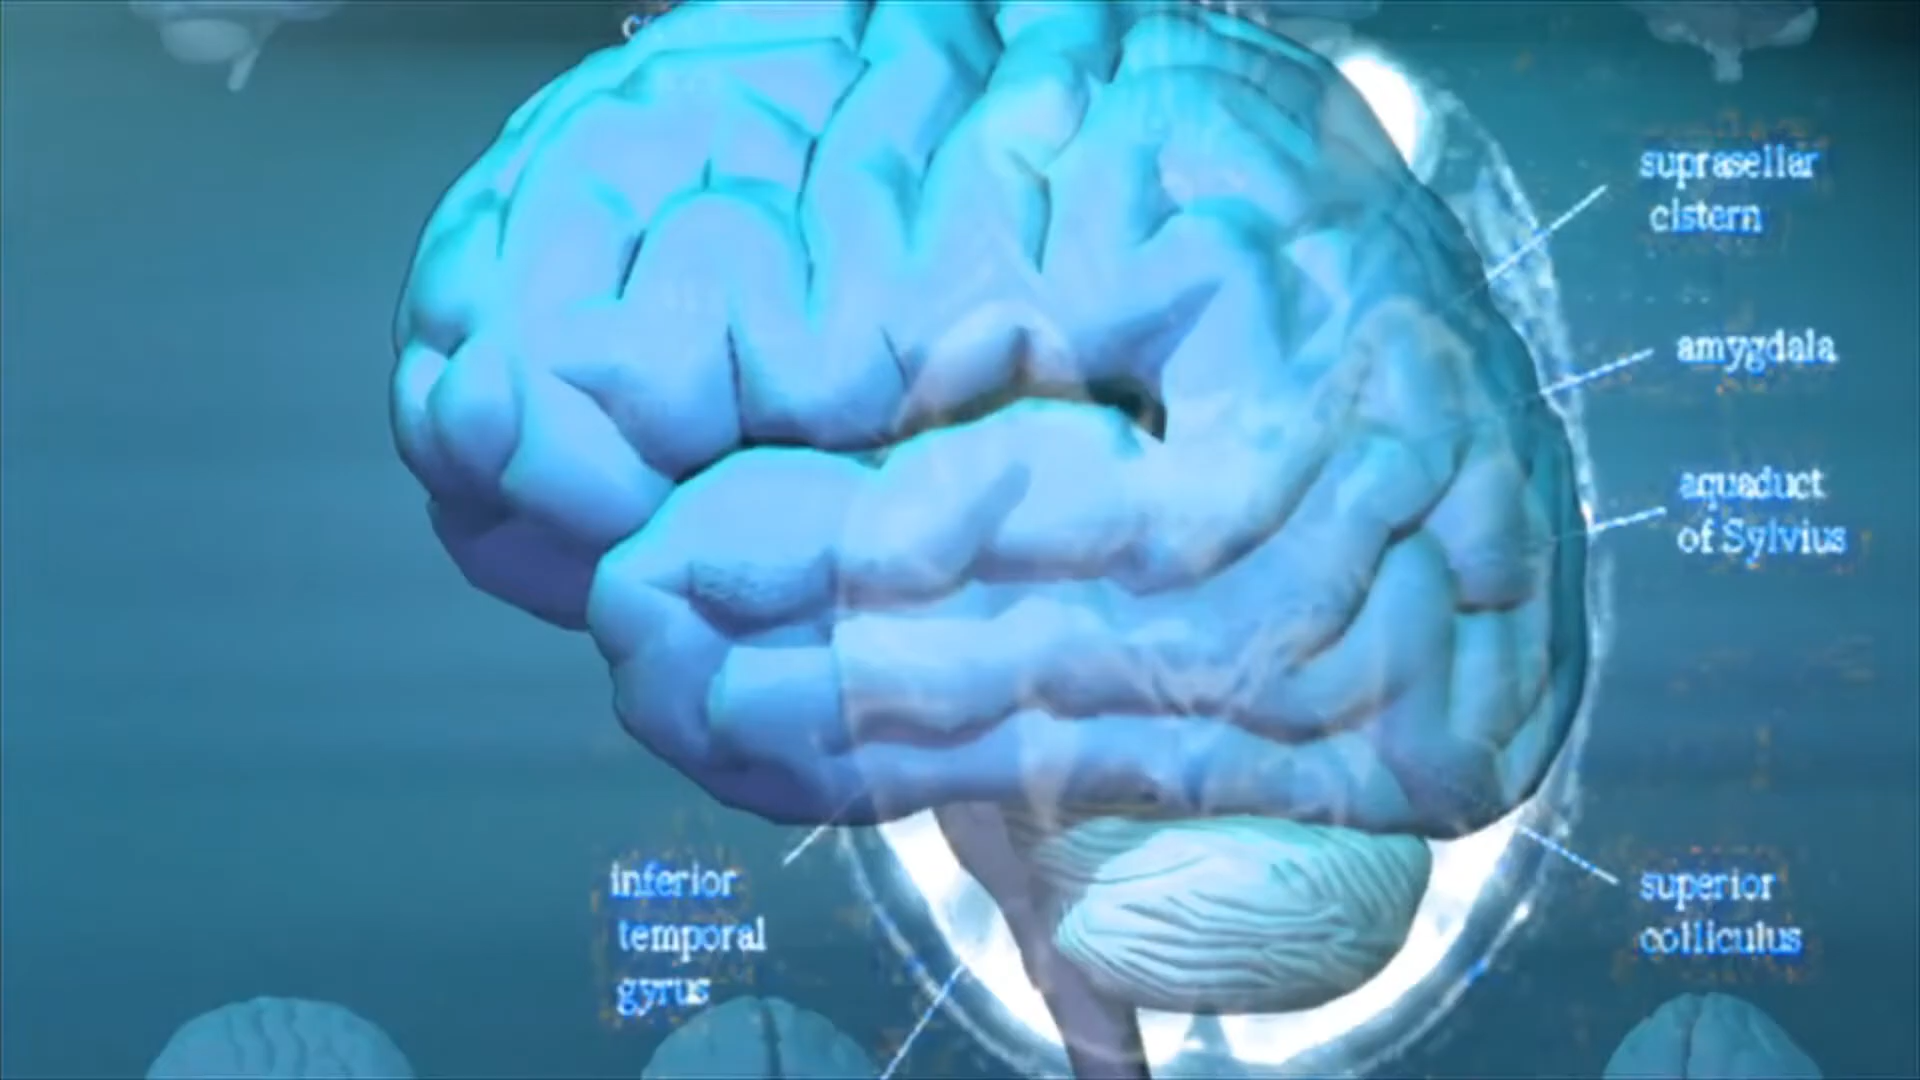 suprasellar
cistern
amygdala
aquaduct
of Sylvius
inferior
temporal
gyrus
superior
colliculus